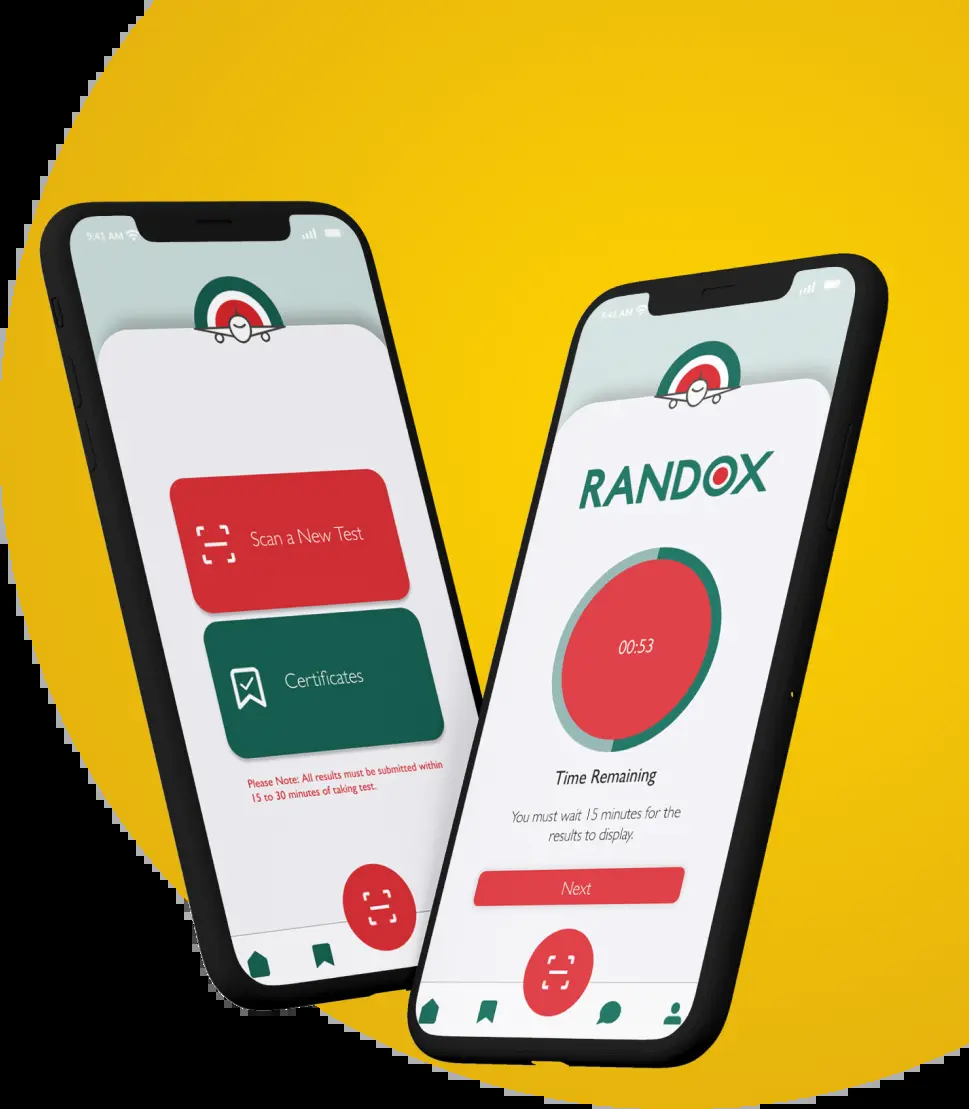 9:41 AM
Scan a New Test
Certificates
Please Note: All results must be submitted within
15 to 30 minutes of taking test.
9:41 AM
RANDOX
00:53
Time Remaining
You must wait 15 minutes for the
results to display.
Next